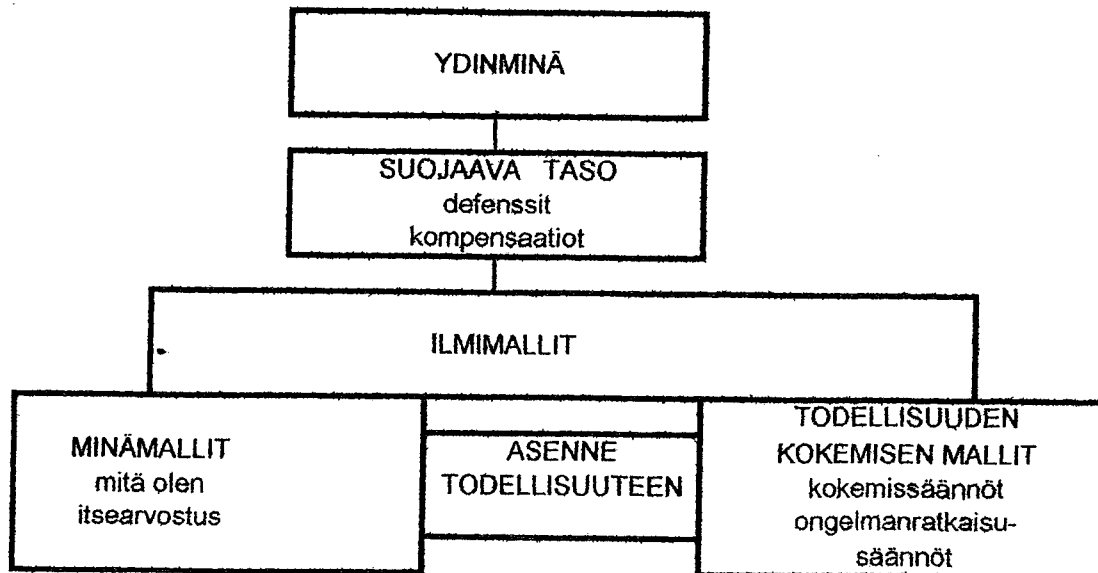 YDINMINÄ
SUOJAAVA TASO
defenssit
kompensaatiot
ILMIMALLIT
MINÄMALLIT
mitä olen
itsearvostus
ASENNE
TODELLISUUTEEN
TODELLISUUDEN
KOKEMISEN MALLIT
kokemissäännöt
ongelmanratkaisu-
säännöt